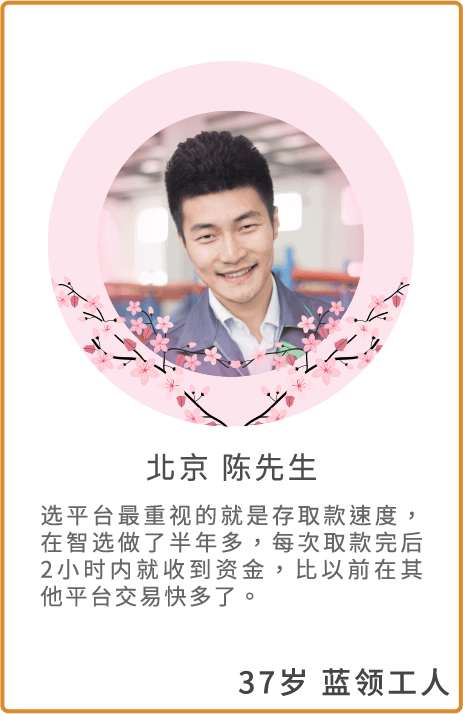 北京 陈先生
选平台最重视的就是存取款速度，
在智选做了半年多，每次取款完后
2小时内就收到资金，比以前在其
他平台交易快多了。
37岁 蓝领工人